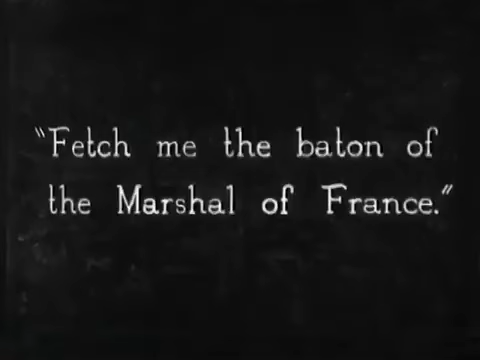 "Fetch me the baton of
the Marshal of France."